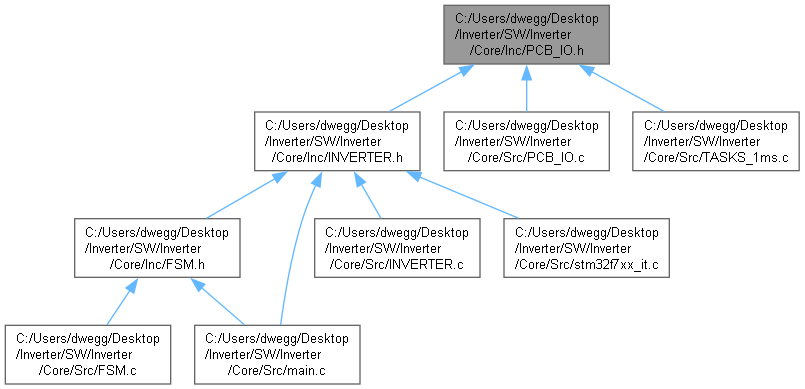 C:/Users/dwegg/Desktop
/Inverter/SW/Inverter
/Core/Inc/PCB_IO.h
C:/Users/dwegg/Desktop
/Inverter/SW/Inverter
/Core/Inc/INVERTER.h
C:/Users/dwegg/Desktop
/Inverter/SW/Inverter
/Core/Src/PCB_IO.c
C:/Users/dwegg/Desktop
/Inverter/SW/Inverter
/Core/Src/TASKS_1ms.c
C:/Users/dwegg/Desktop
/Inverter/SW/Inverter
/Core/Inc/FSM.h
C:/Users/dwegg/Desktop
/Inverter/SW/Inverter
/Core/Src/INVERTER.c
C:/Users/dwegg/Desktop
/Inverter/SW/Inverter
/Core/Src/stm32f7xx_it.c
C:/Users/dwegg/Desktop
/Inverter/SW/Inverter
/Core/Src/FSM.c
C:/Users/dwegg/Desktop
/Inverter/SW/Inverter
/Core/Src/main.c